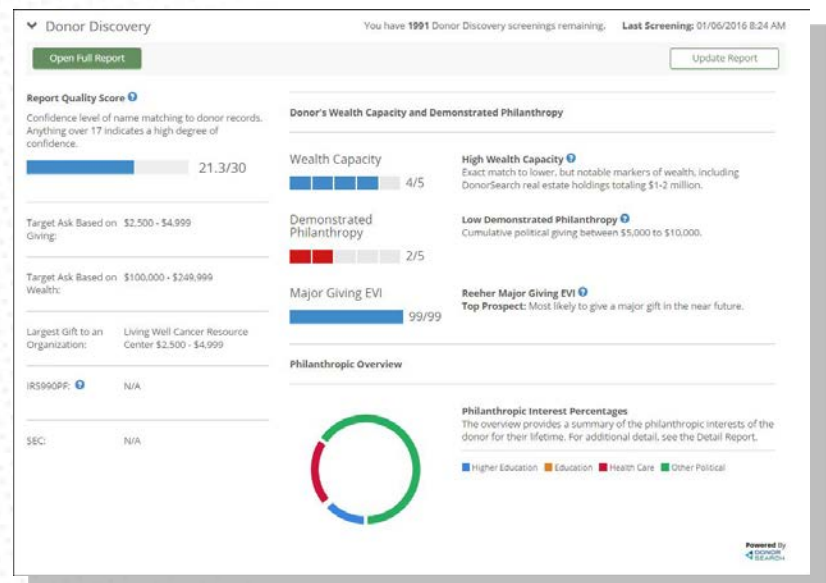 Donor Discovery
You have 1991 Donor Discovery screenings remaining. Last Screening: 01/06/2016 8:24 AM
Open Full Report
Update Report
Report Quality Score
Confidence level of name matching to donor records.
Anything over 17 indicates a high degree of
confidence.
21.3/30
Target Ask Based on $2,500 - $4,999
Giving:
Target Ask Based on $100,000 - $249,999
Wealth:
Largest Gift to an Living Well Cancer Resource
Organization: Center $2,500 - $4,999
IRS990PF: N/A
SEC: N/A
Donor's Wealth Capacity and Demonstrated Philanthropy
Wealth Capacity
4/5
High Wealth Capacity
Exact match to lower, but notable markers of wealth, including
DonorSearch real estate holdings totaling $1-2 million.
Demonstrated
Philanthropy
2/5
Low Demonstrated Philanthropy
Cumulative political giving between $5,000 to $10,000.
Major Giving EVI
99/99
Reeher Major Giving EVI
Top Prospect: Most likely to give a major gift in the near future.
Philanthropic Overview
Philanthropic Interest Percentages
The overview provides a summary of the philanthropic interests of the
donor for their lifetime. For additional detail, see the Detail Report.
Higher Education Education Health Care Other Political
Powered By
DONOR
SEARCH